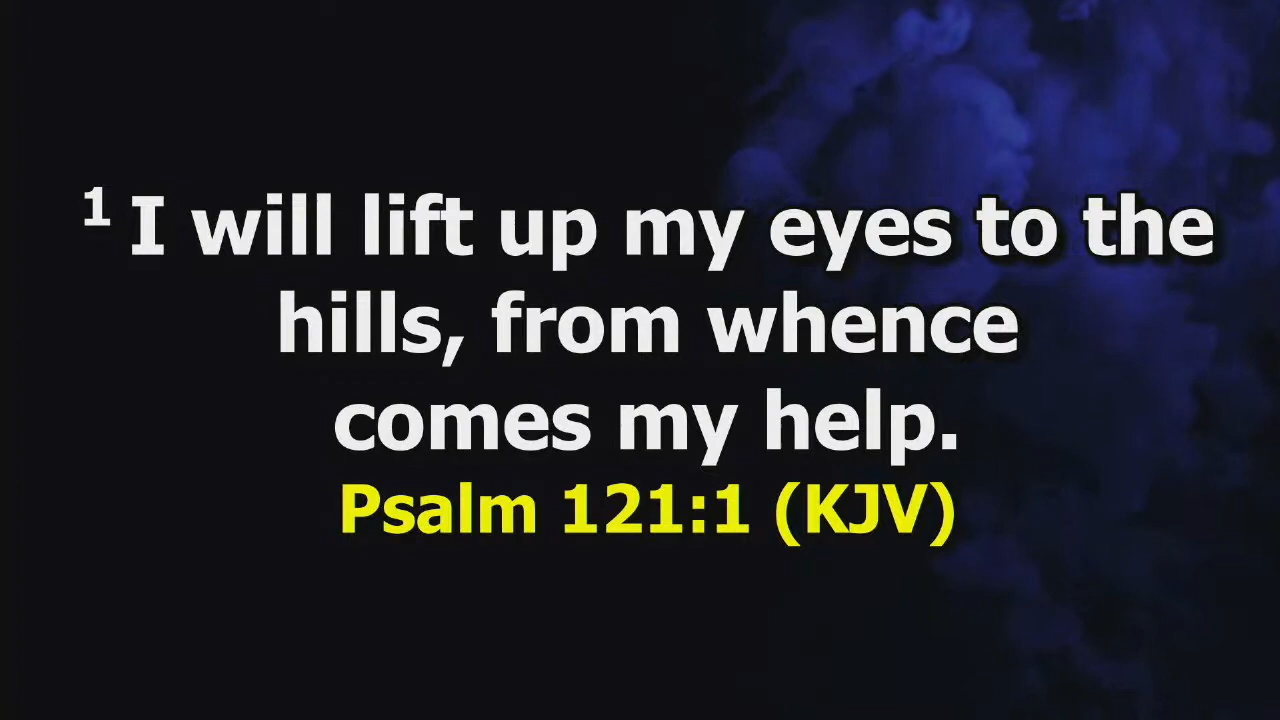 1 I will lift up my eyes to the
hills, from whence
comes my help.
Psalm 121:1 (KJV)